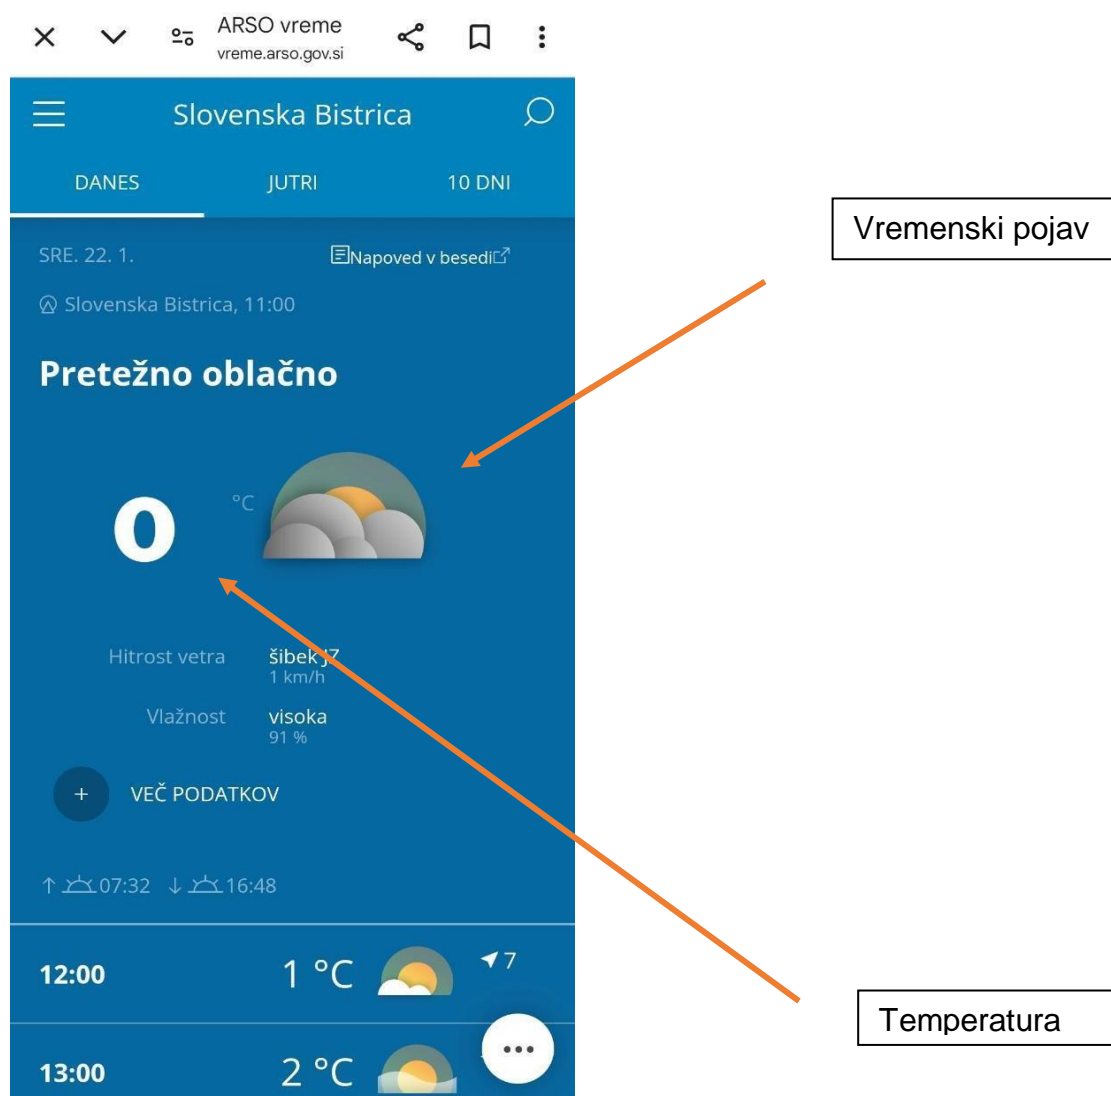 ARSO vreme
vreme.arso.gov.si
Slovenska Bistrica
DANES JUTRI 10 DNI
Vremenski pojav
SRE. 22. 1. Napoved v besedi
Slovenska Bistrica, 11:00
Pretežno oblačno
0 °C
Hitrost vetra šibek JZ
1 km/h
Vlažnost visoka
91 %
+ VEČ PODATKOV
↑ 07:32 ↓ 16:48
12:00 1 °C 7
Temperatura
13:00 2 °C